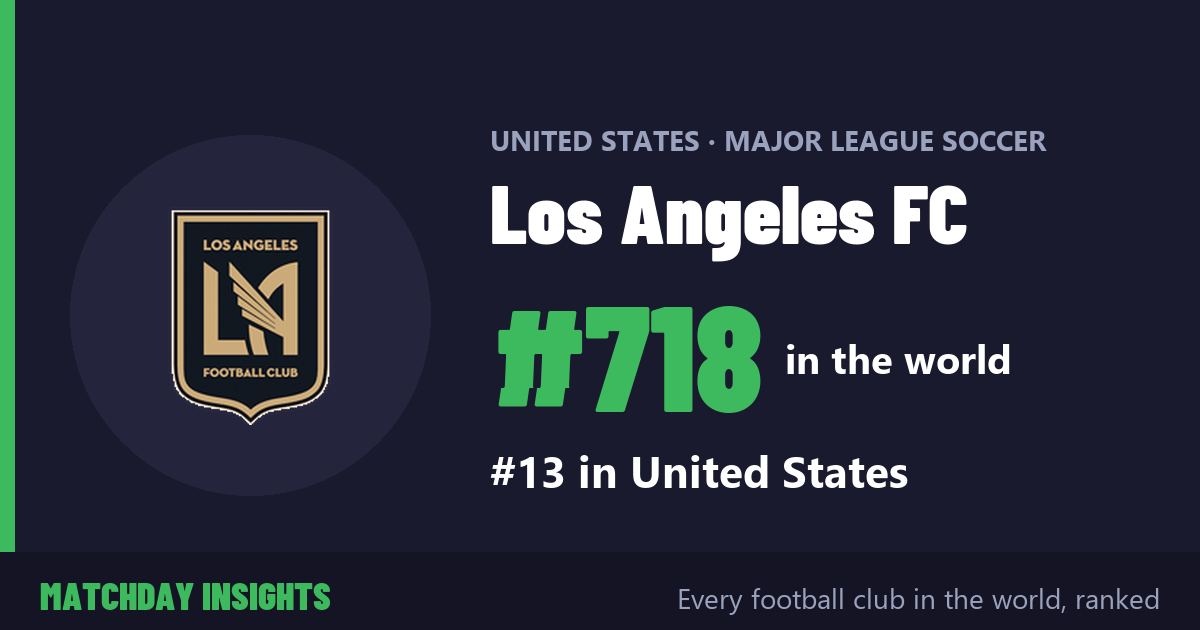 UNITED STATES · MAJOR LEAGUE SOCCER
Los Angeles FC
LOS ANGELES
LA
FOOTBALL CLUB
#718 in the world
#13 in United States
MATCHDAY INSIGHTS
Every football club in the world, ranked